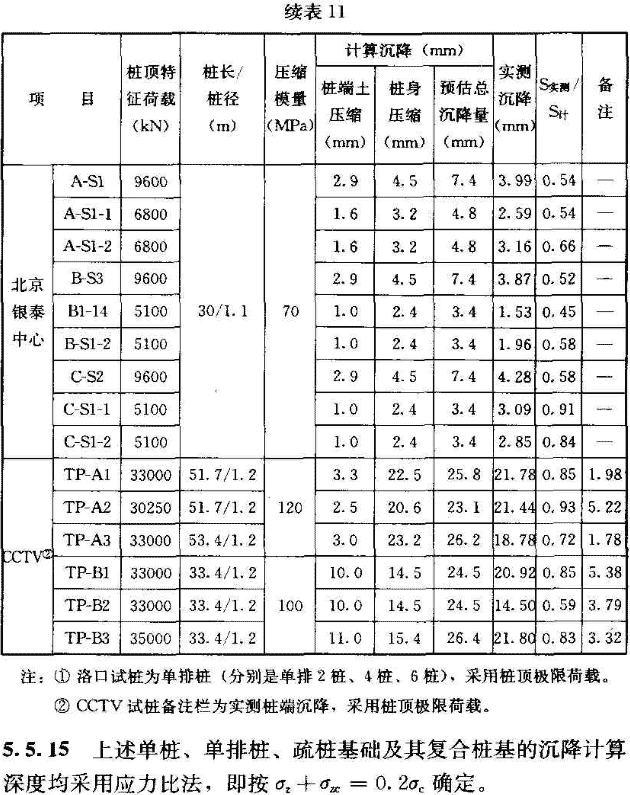 续表 11
项 目 桩顶特征荷载 (kN) 桩长/桩径 (m) 压缩模量 (MPa) 计算沉降 (mm) 桩端土压缩 (mm) 桩身压缩 (mm) 预估总沉降量 (mm) 实测沉降 (mm) S实测/S计 备注
北京银泰中心 A-S1 9600 30/1.1 70 2.9 4.5 7.4 3.99 0.54 —
A-S1-1 6800 1.6 3.2 4.8 2.59 0.54 —
A-S1-2 6800 1.6 3.2 4.8 3.16 0.66 —
B-S3 9600 2.9 4.5 7.4 3.87 0.52 —
B1-14 5100 1.0 2.4 3.4 1.53 0.45 —
B-S1-2 5100 1.0 2.4 3.4 1.96 0.58 —
C-S2 9600 2.9 4.5 7.4 4.28 0.58 —
C-S1-1 5100 1.0 2.4 3.4 3.09 0.91 —
C-S1-2 5100 1.0 2.4 3.4 2.85 0.84 —
CCTV② TP-A1 33000 51.7/1.2 120 3.3 22.5 25.8 21.78 0.85 1.98
TP-A2 30250 51.7/1.2 2.5 20.6 23.1 21.44 0.93 5.22
TP-A3 33000 53.4/1.2 3.0 23.2 26.2 18.78 0.72 1.78
TP-B1 33000 33.4/1.2 100 10.0 14.5 24.5 20.92 0.85 5.38
TP-B2 33000 33.4/1.2 10.0 14.5 24.5 14.50 0.59 3.79
TP-B3 35000 33.4/1.2 11.0 15.4 26.4 21.80 0.83 3.32
注：① 洛口试桩为单排桩（分别是单排2桩、4桩、6桩），采用桩顶极限荷载。
② CCTV 试桩备注栏为实测桩端沉降，采用桩顶极限荷载。
5.5.15 上述单桩、单排桩、疏桩基础及其复合桩基的沉降计算
深度均采用应力比法，即按 σz + σzc = 0.2σc 确定。